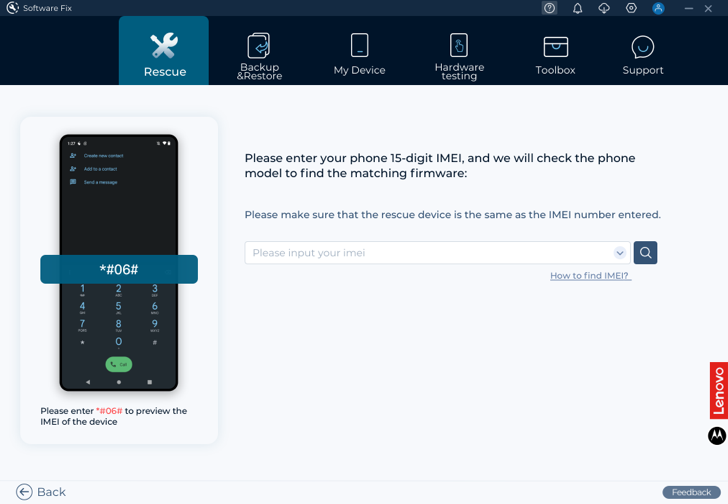 Software Fix
Rescue
Backup
&Restore
My Device
Hardware
testing
Toolbox
Support
1:27
Create new contact
Add to a contact
Send a message
*#06#
1
2
ABC
3
DEF
4
GHI
5
JKL
6
MNO
7
PQRS
8
TUV
9
WXYZ
*
0
+
#
Call
Please enter *#06# to preview the
IMEI of the device
Please enter your phone 15-digit IMEI, and we will check the phone
model to find the matching firmware:
Please make sure that the rescue device is the same as the IMEI number entered.
Please input your imei
How to find IMEI?
Lenovo
Back
Feedback